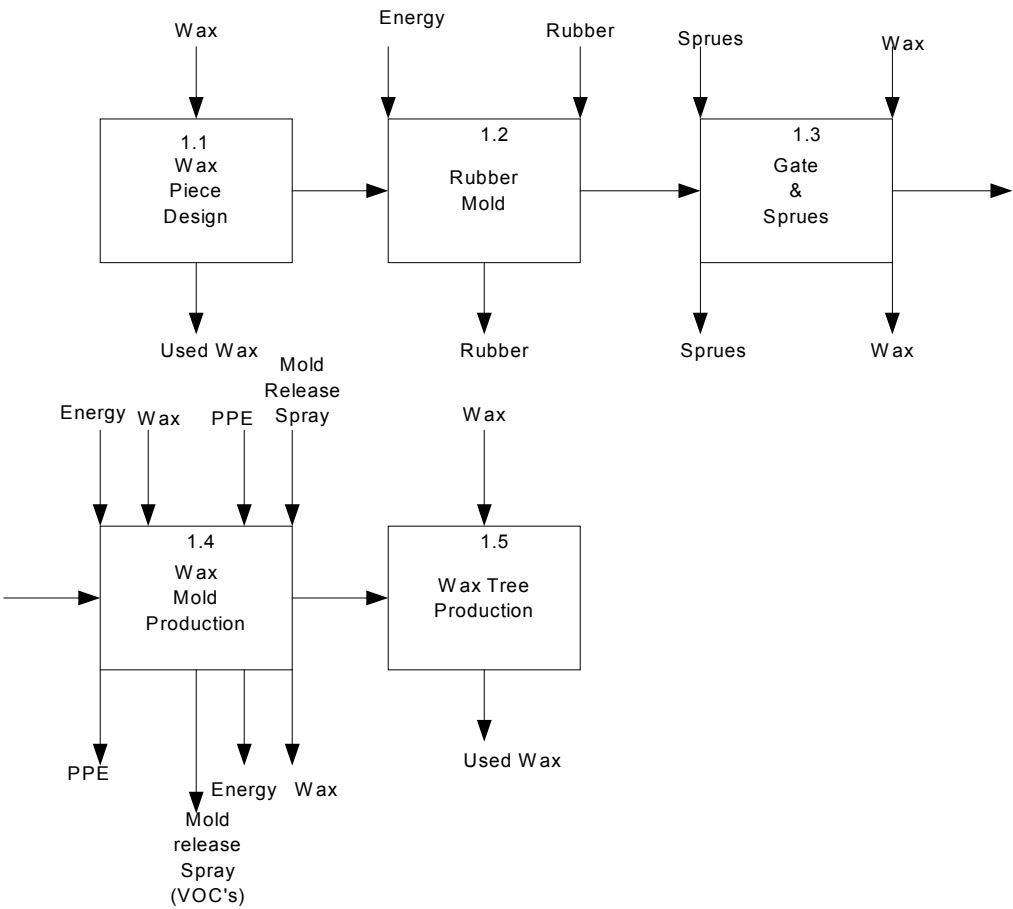 Wax
Energy
Rubber
Sprues
Wax
1.1
Wax
Piece
Design
1.2
Rubber
Mold
1.3
Gate
&
Sprues
Used Wax
Rubber
Sprues
Wax
Energy
Wax
PPE
Mold
Release
Spray
Wax
1.4
Wax
Mold
Production
1.5
Wax Tree
Production
PPE
Mold
release
Spray
(VOC's)
Energy
Wax
Used Wax